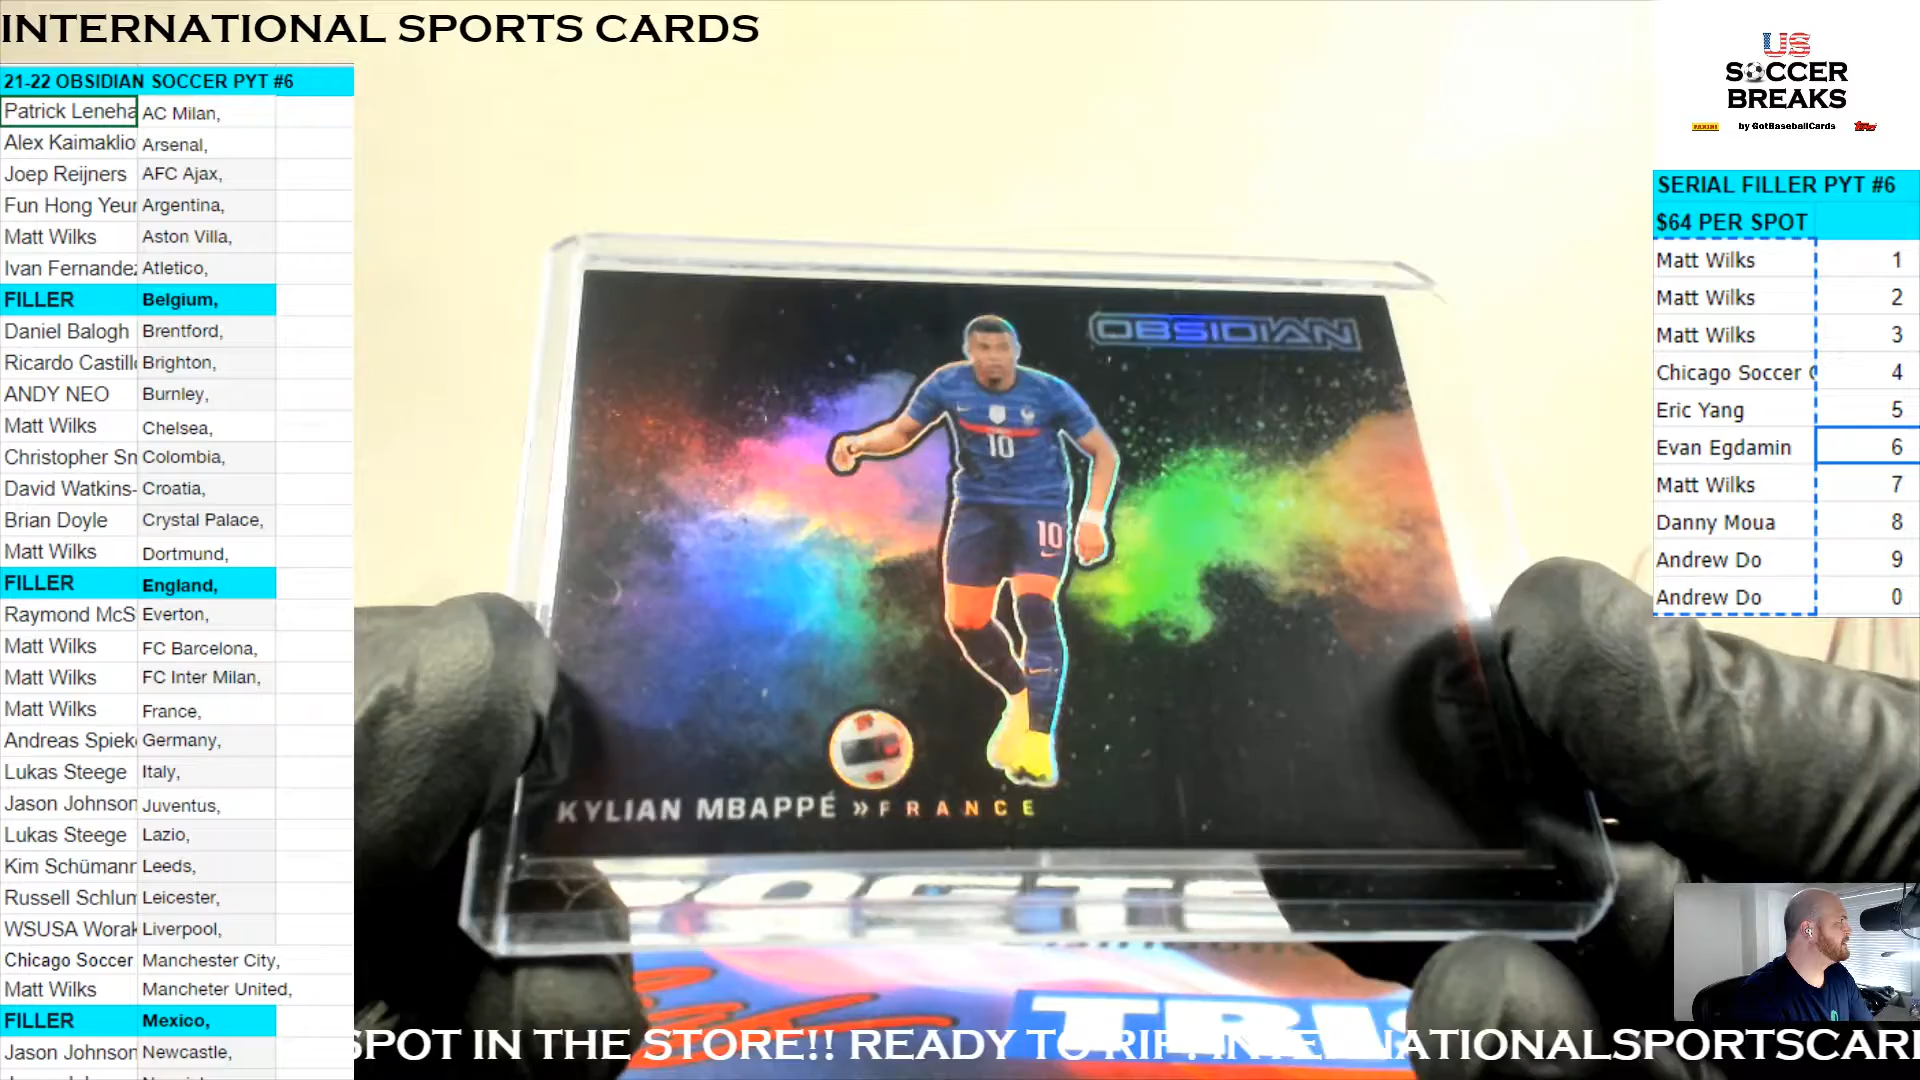 INTERNATIONAL SPORTS CARDS
21-22 OBSIDIAN SOCCER PYT #6
Patrick Leneha AC Milan,
Alex Kaimaklio Arsenal,
Joep Reijners AFC Ajax,
Fun Hong Yeur Argentina,
Matt Wilks Aston Villa,
Ivan Fernandez Atletico,
FILLER Belgium,
Daniel Balogh Brentford,
Ricardo Castill Brighton,
ANDY NEO Burnley,
Matt Wilks Chelsea,
Christopher Sn Colombia,
David Watkins- Croatia,
Brian Doyle Crystal Palace,
Matt Wilks Dortmund,
FILLER England,
Raymond McS Everton,
Matt Wilks FC Barcelona,
Matt Wilks FC Inter Milan,
Matt Wilks France,
Andreas Spiek Germany,
Lukas Steege Italy,
Jason Johnson Juventus,
Lukas Steege Lazio,
Kim Schümann Leeds,
Russell Schlum Leicester,
WSUSA Worak Liverpool,
Chicago Soccer Manchester City,
Matt Wilks Mancheter United,
FILLER Mexico,
Jason Johnson Newcastle,
OBSIDIAN
10
10
KYLIAN MBAPPÉ » FRANCE
US
SOCCER
BREAKS
PANINI by GotBaseballCards Topps
SERIAL FILLER PYT #6
$64 PER SPOT
Matt Wilks 1
Matt Wilks 2
Matt Wilks 3
Chicago Soccer 4
Eric Yang 5
Evan Egdamin 6
Matt Wilks 7
Danny Moua 8
Andrew Do 9
Andrew Do 0
SPOT IN THE STORE!! READY TO RIP! INTERNATIONALSPORTSCAR